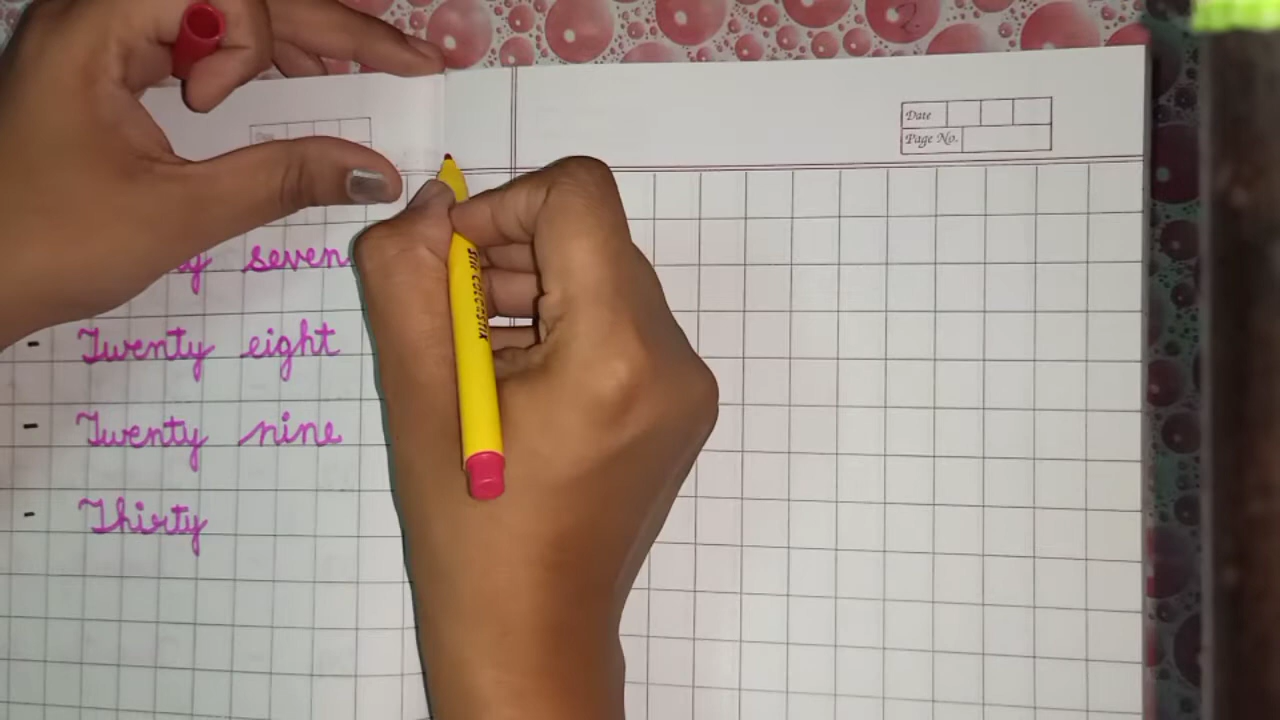 Date
Page No.
seven
- Twenty eight
- Twenty nine
- Thirty